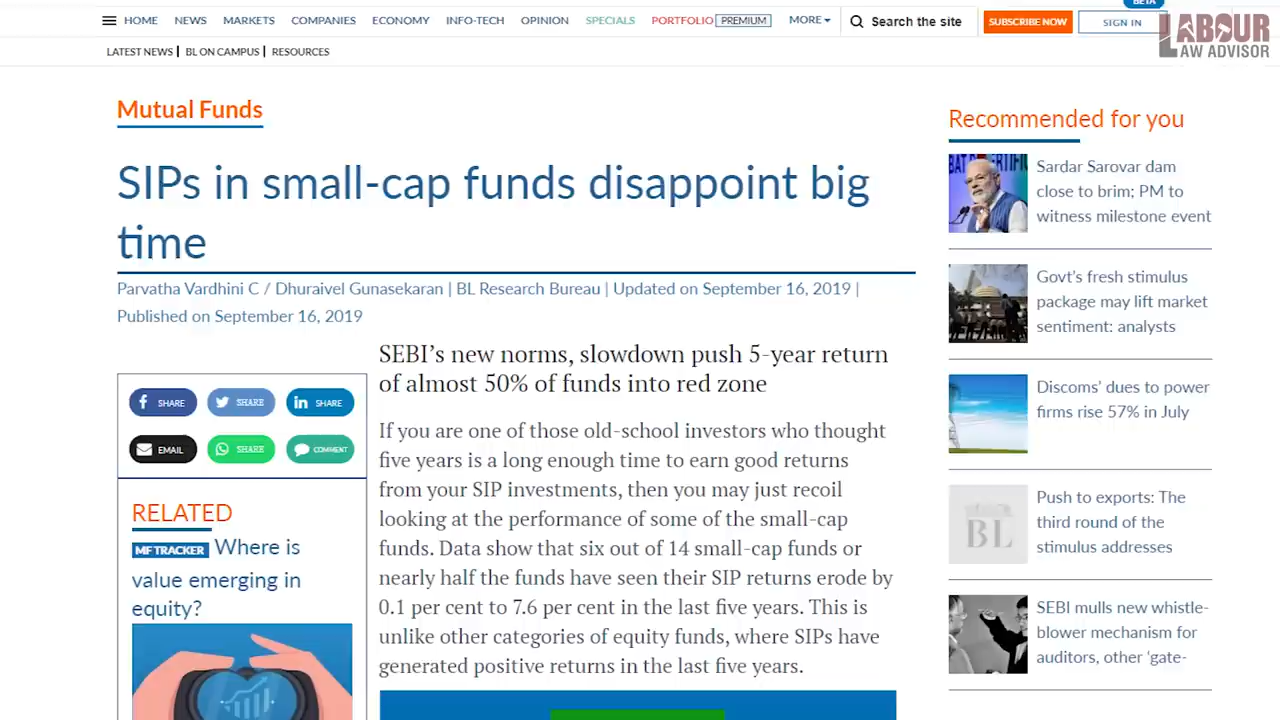 HOME NEWS MARKETS COMPANIES ECONOMY INFO-TECH OPINION SPECIALS PORTFOLIO PREMIUM MORE Search the site SUBSCRIBE NOW BETA SIGN IN
LABOUR
LAW ADVISOR
LATEST NEWS | BL ON CAMPUS | RESOURCES
Mutual Funds
SIPs in small-cap funds disappoint big
time
Parvatha Vardhini C / Dhuraivel Gunasekaran | BL Research Bureau | Updated on September 16, 2019 |
Published on September 16, 2019
SHARE SHARE SHARE
EMAIL SHARE COMMENT
RELATED
MF TRACKER Where is
value emerging in
equity?
SEBI’s new norms, slowdown push 5-year return
of almost 50% of funds into red zone
If you are one of those old-school investors who thought
five years is a long enough time to earn good returns
from your SIP investments, then you may just recoil
looking at the performance of some of the small-cap
funds. Data show that six out of 14 small-cap funds or
nearly half the funds have seen their SIP returns erode by
0.1 per cent to 7.6 per cent in the last five years. This is
unlike other categories of equity funds, where SIPs have
generated positive returns in the last five years.
Recommended for you
Sardar Sarovar dam
close to brim; PM to
witness milestone event
Govt’s fresh stimulus
package may lift market
sentiment: analysts
Discoms’ dues to power
firms rise 57% in July
BL
Push to exports: The
third round of the
stimulus addresses
SEBI mulls new whistle-
blower mechanism for
auditors, other ‘gate-